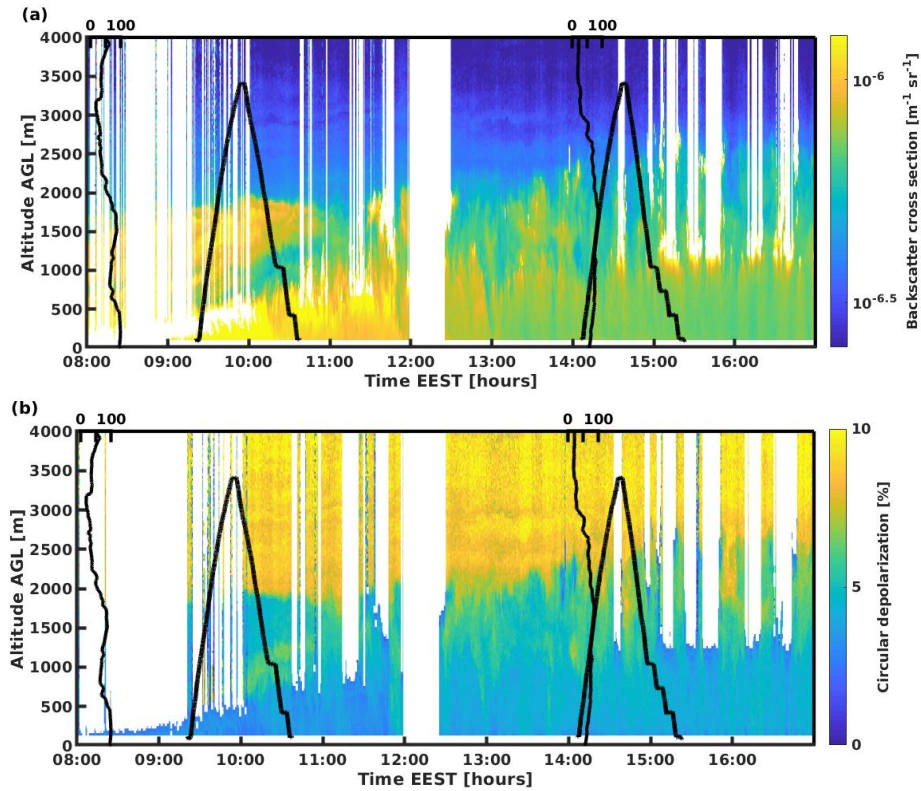 (a)
0 100
0 100
4000
3500
3000
2500
2000
1500
1000
500
0
Altitude AGL [m]
08:00 09:00 10:00 11:00 12:00 13:00 14:00 15:00 16:00
Time EEST [hours]
10^-6
10^-6.5
Backscatter cross section [m^-1 sr^-1]
(b)
0 100
0 100
4000
3500
3000
2500
2000
1500
1000
500
0
Altitude AGL [m]
08:00 09:00 10:00 11:00 12:00 13:00 14:00 15:00 16:00
Time EEST [hours]
10
5
0
Circular depolarization [%]